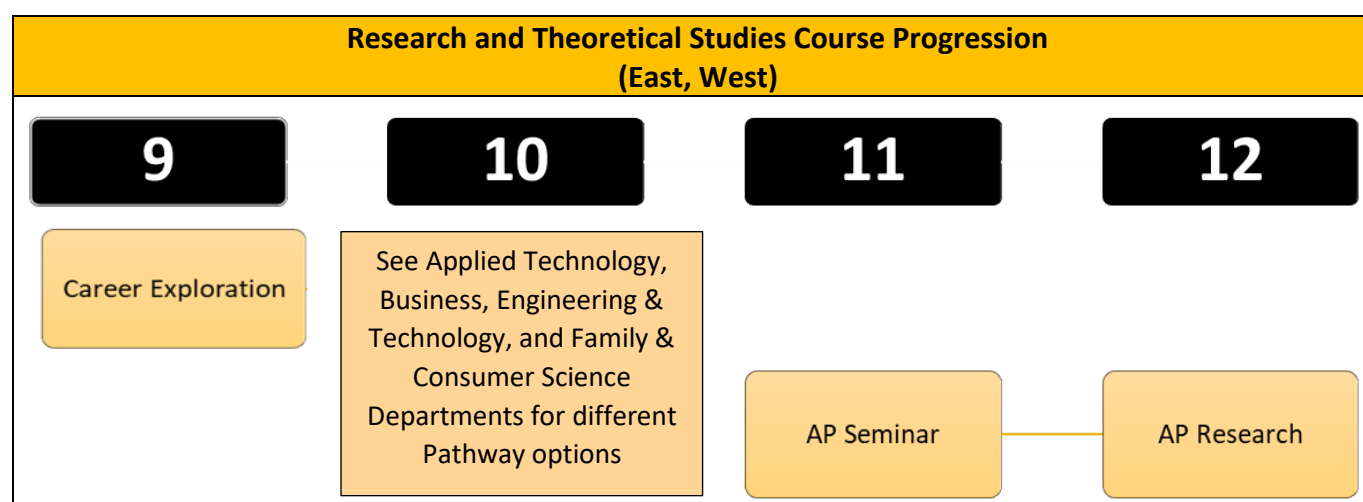 Research and Theoretical Studies Course Progression
(East, West)
9
10
11
12
Career Exploration
See Applied Technology,
Business, Engineering &
Technology, and Family &
Consumer Science
Departments for different
Pathway options
AP Seminar
AP Research